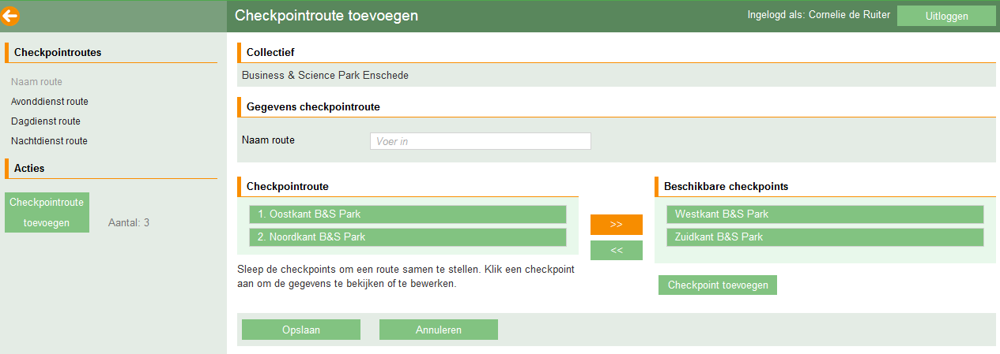 Checkpointroute toevoegen
Ingelogd als: Cornelie de Ruiter
Uitloggen
Checkpointroutes
Naam route
Avonddienst route
Dagdienst route
Nachtdienst route
Acties
Checkpointroute
toevoegen
Aantal: 3
Collectief
Business & Science Park Enschede
Gegevens checkpointroute
Naam route
Voer in
Checkpointroute
1. Oostkant B&S Park
2. Noordkant B&S Park
Sleep de checkpoints om een route samen te stellen. Klik een checkpoint
aan om de gegevens te bekijken of te bewerken.
>>
<<
Beschikbare checkpoints
Westkant B&S Park
Zuidkant B&S Park
Checkpoint toevoegen
Opslaan
Annuleren